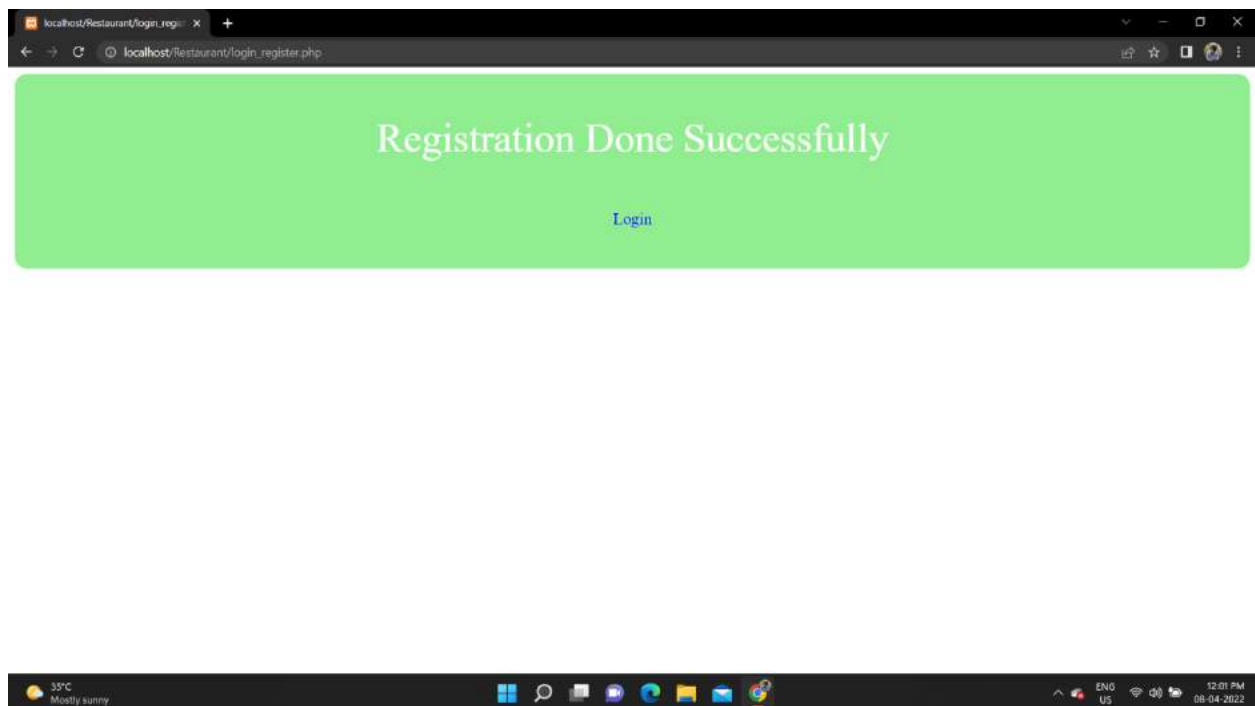 localhost/Restaurant/login_regis
localhost/Restaurant/login_register.php
Registration Done Successfully
Login
35°C
Mostly sunny
ENG
US
12:01 PM
08-04-2022